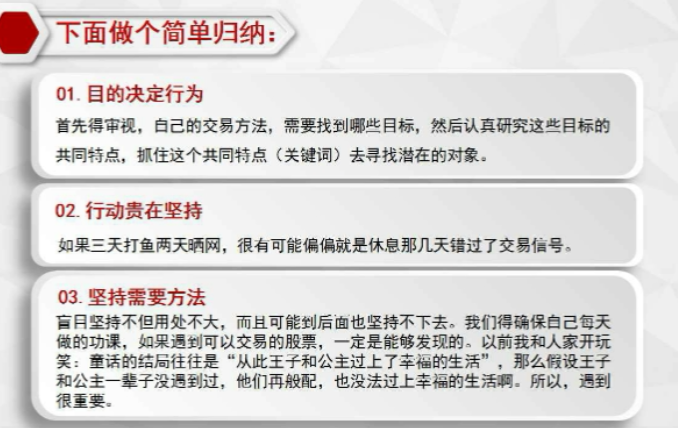 下面做个简单归纳：
01. 目的决定行为
首先得审视，自己的交易方法，需要找到哪些目标，然后认真研究这些目标的
共同特点，抓住这个共同特点（关键词）去寻找潜在的对象。
02. 行动贵在坚持
如果三天打鱼两天晒网，很有可能偏偏就是休息那几天错过了交易信号。
03. 坚持需要方法
盲目坚持不但用处不大，而且可能到后面也坚持不下去。我们得确保自己每天
做的功课，如果遇到可以交易的股票，一定是能够发现的。以前我和人家开玩
笑：童话的结局往往是“从此王子和公主过上了幸福的生活”，那么假设王子
和公主一辈子没遇到过，他们再般配，也没法过上幸福的生活啊。所以，遇到
很重要。